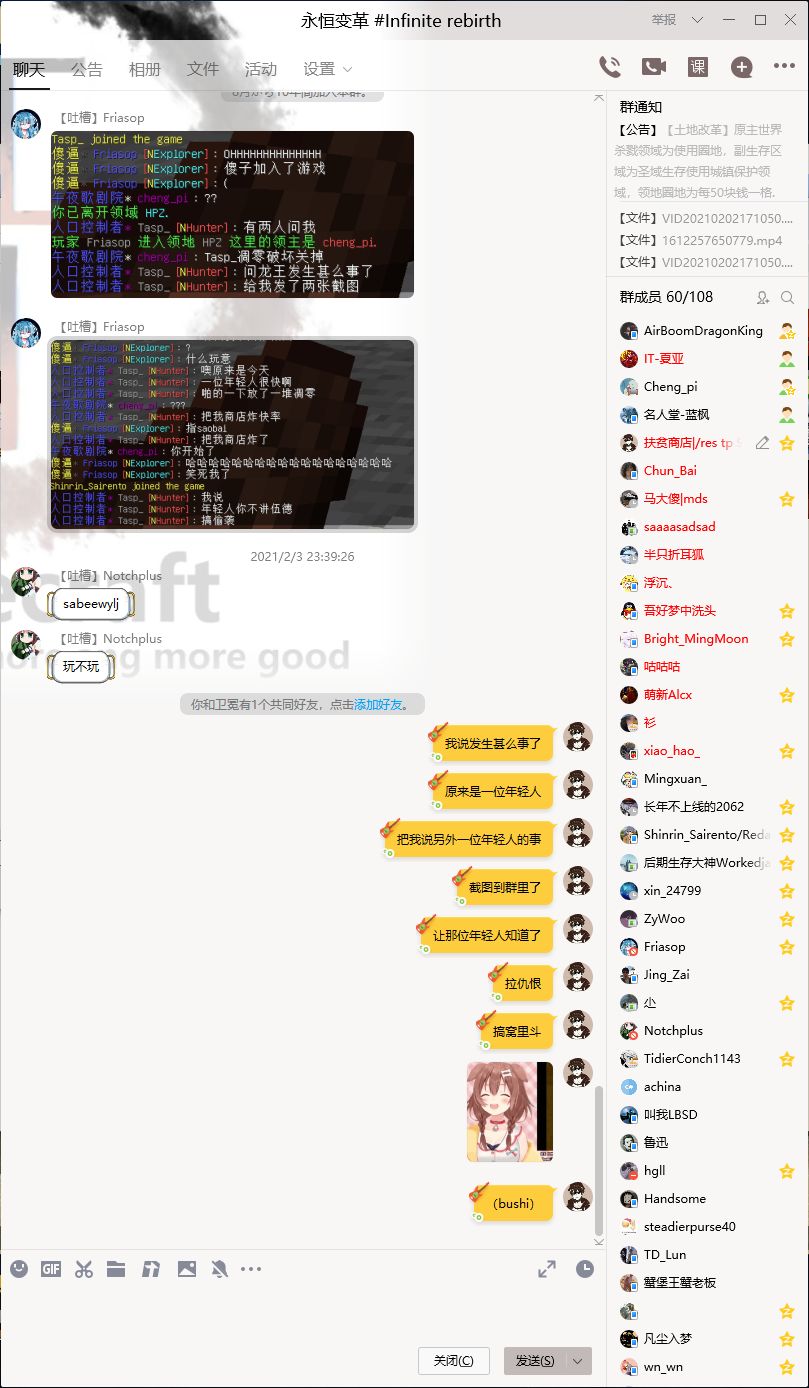 永恒变革 #Infinite rebirth
举报
聊天 公告 相册 文件 活动 设置
课
【吐槽】Friasop
Tasp_ joined the game
傻逼* Friasop [NExplorer]: OHHHHHHHHHHHHHH
傻逼* Friasop [NExplorer]: 傻子加入了游戏
傻逼* Friasop [NExplorer]: (
午夜歌剧院* cheng_pi : ??
你已离开领域 HPZ.
人口控制者* Tasp_ [NHunter]: 有两人问我
玩家 Friasop 进入领地 HPZ 这里的领主是 cheng_pi.
午夜歌剧院* cheng_pi : Tasp_凋零破坏关掉
人口控制者* Tasp_ [NHunter]: 问龙王发生甚么事了
人口控制者* Tasp_ [NHunter]: 给我发了两张截图
【吐槽】Friasop
傻逼* Friasop [NExplorer]: ?
傻逼* Friasop [NExplorer]: 什么玩意
人口控制者* Tasp_ [NHunter]: 噢原来是今天
人口控制者* Tasp_ [NHunter]: 一位年轻人很快啊
人口控制者* Tasp_ [NHunter]: 啪的一下放了一堆凋零
午夜歌剧院* cheng_pi : ???
人口控制者* Tasp_ [NHunter]: 把我商店炸快率
傻逼* Friasop [NExplorer]: 指saobai
人口控制者* Tasp_ [NHunter]: 把我商店炸了
午夜歌剧院* cheng_pi : 你开始了
傻逼* Friasop [NExplorer]: 哈哈哈哈哈哈哈哈哈哈哈哈哈哈哈哈哈哈
傻逼* Friasop [NExplorer]: 笑死我了
Shinrin_Sairento joined the game
人口控制者* Tasp_ [NHunter]: 我说
人口控制者* Tasp_ [NHunter]: 年轻人你不讲伍德
人口控制者* Tasp_ [NHunter]: 搞偷袭
2021/2/3 23:39:26
【吐槽】Notchplus
sabeewylj
【吐槽】Notchplus
玩不玩
ecraft
more good
你和卫冕有1个共同好友，点击添加好友。
我说发生甚么事了
原来是一位年轻人
把我说另外一位年轻人的事
截图到群里了
让那位年轻人知道了
拉仇恨
搞窝里斗
（bushi）
GIF
关闭(C)
发送(S)
群通知
【公告】【土地改革】原主世界
杀戮领域为使用圈地，副生存区
域为圣域生存使用城镇保护领
域，领地圈地为每50块钱一格.
【文件】VID20210202171050....
【文件】1612257650779.mp4
【文件】VID20210202171050....
群成员 60/108
AirBoomDragonKing
IT-夏亚
Cheng_pi
名人堂-蓝枫
扶贫商店|/res tp S
Chun_Bai
马大傻|mds
saaaasadsad
半只折耳狐
浮沉、
吾好梦中洗头
Bright_MingMoon
咕咕咕
萌新Alcx
衫
xiao_hao_
Mingxuan_
长年不上线的2062
Shinrin_Sairento/Reda
后期生存大神Workedja
xin_24799
ZyWoo
Friasop
Jing_Zai
尐
Notchplus
TidierConch1143
achina
叫我LBSD
鲁迅
hgll
Handsome
steadierpurse40
TD_Lun
蟹堡王蟹老板
凡尘入梦
wn_wn